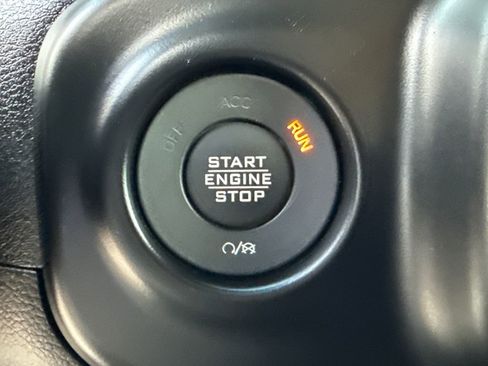 OFF
ACC
RUN
START
ENGINE
STOP